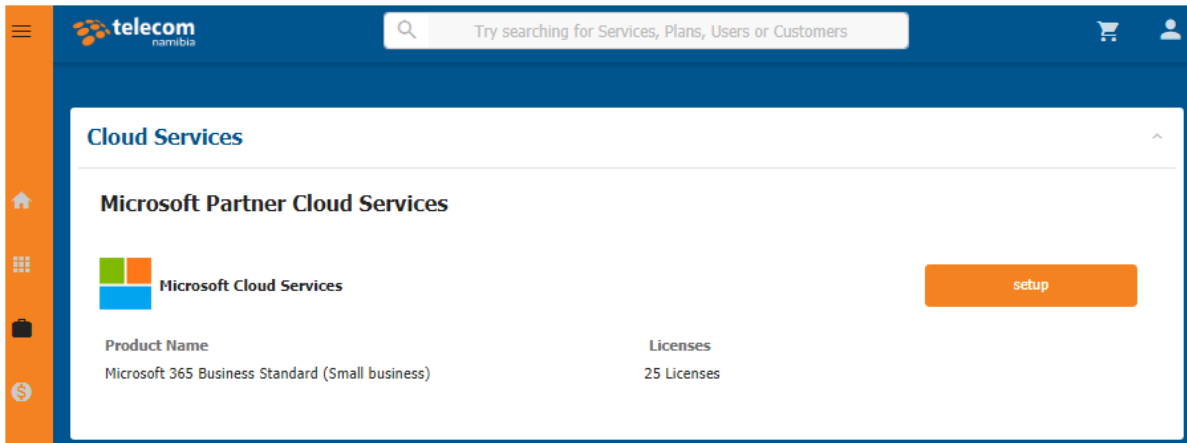 telecom
namibia
Try searching for Services, Plans, Users or Customers
Cloud Services
Microsoft Partner Cloud Services
Microsoft Cloud Services
setup
Product Name
Licenses
Microsoft 365 Business Standard (Small business)
25 Licenses